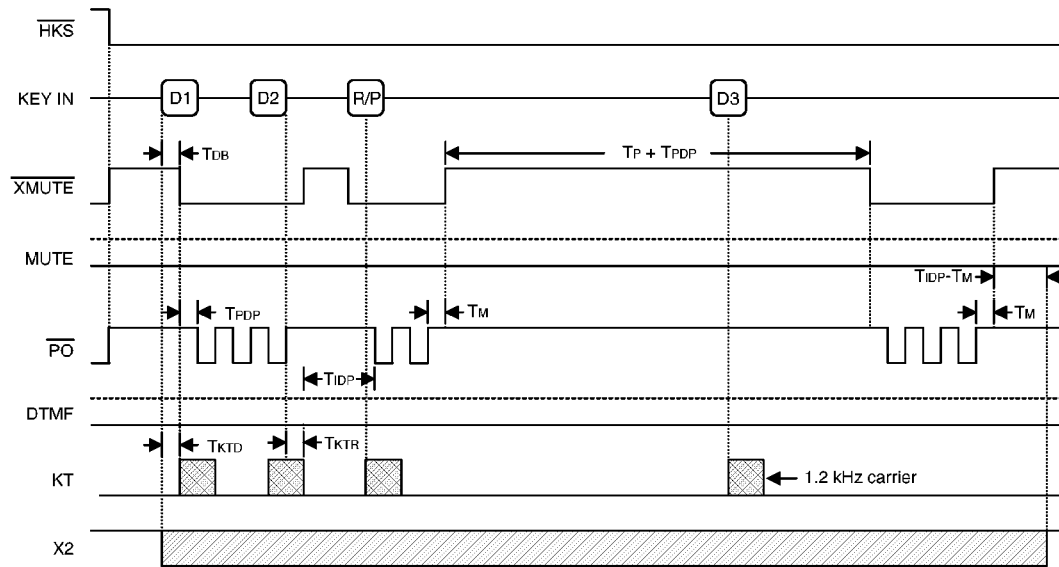 HKS
KEY IN
D1
D2
R/P
D3
TDB
TP + TPDP
XMUTE
MUTE
TIDP-TM
TPDP
TM
TM
PO
TIDP
DTMF
TKTD
TKTR
KT
1.2 kHz carrier
X2